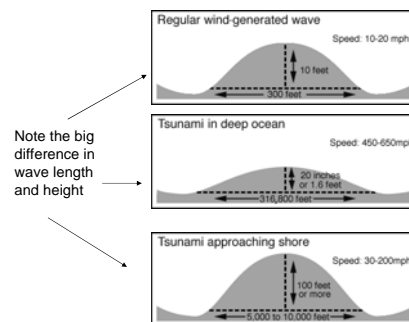 Regular wind-generated wave
Speed: 10-20 mph
10 feet
300 feet
Note the big
difference in
wave length
and height
Tsunami in deep ocean
Speed: 450-650mph
20 inches
or 1.6 feet
316,800 feet
Tsunami approaching shore
Speed: 30-200mph
100 feet
or more
5,000 to 10,000 feet